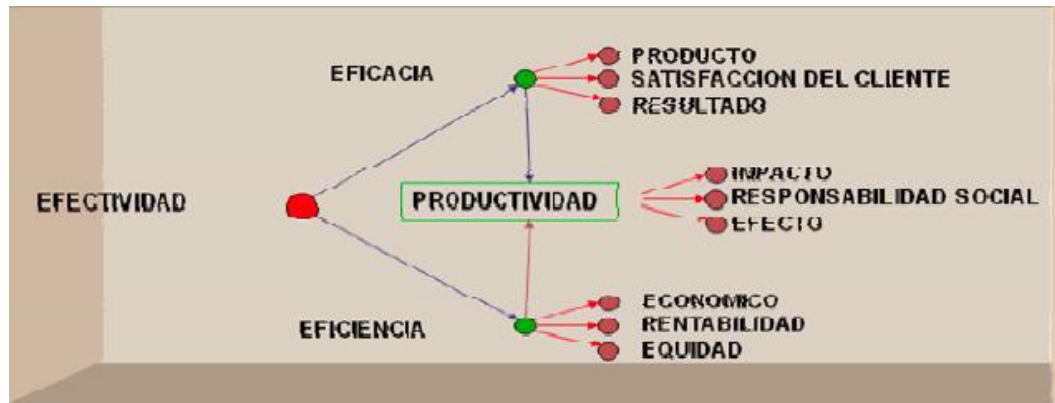 EFICACIA
PRODUCTO
SATISFACCION DEL CLIENTE
RESULTADO
EFECTIVIDAD
PRODUCTIVIDAD
IMPACTO
RESPONSABILIDAD SOCIAL
EFECTO
EFICIENCIA
ECONOMICO
RENTABILIDAD
EQUIDAD